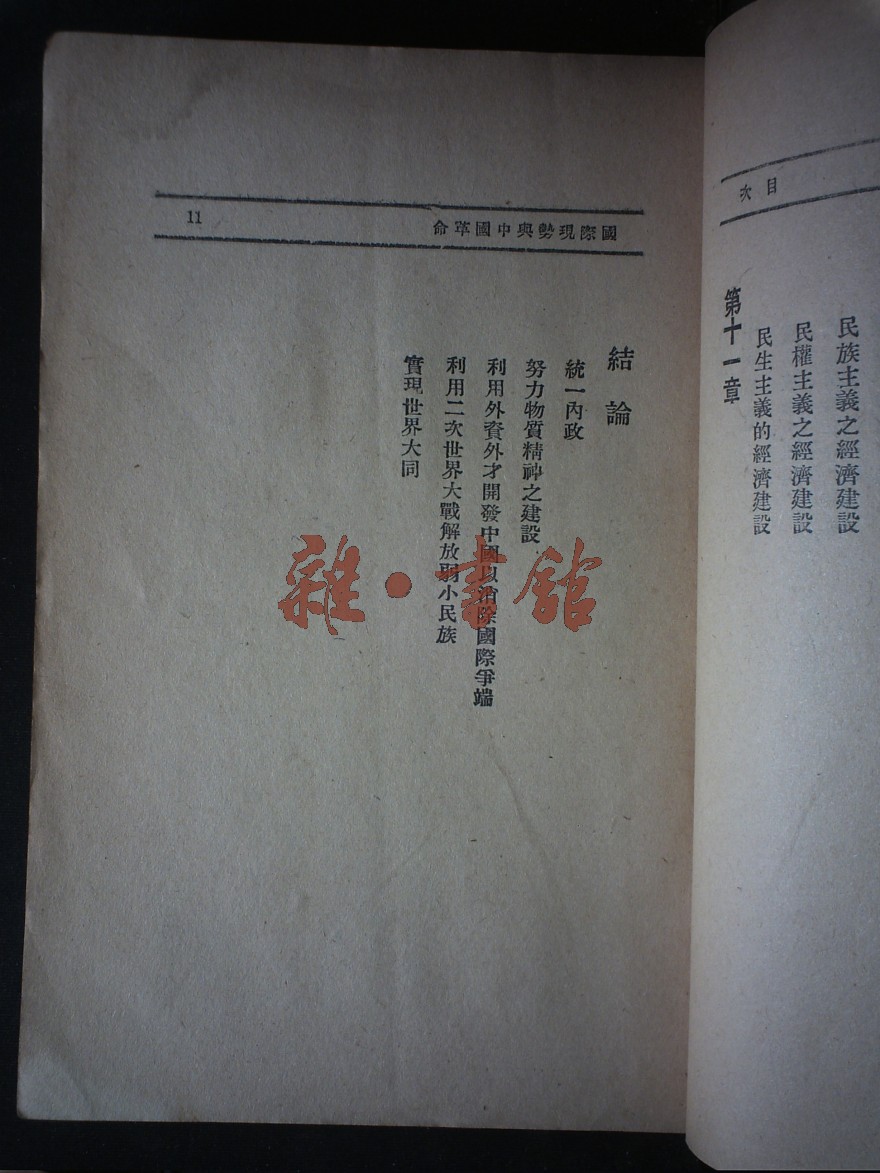 目次
民族主義之經濟建設
民權主義之經濟建設
民生主義的經濟建設
第十一章
國際現勢與中國革命
11
結論
統一內政
努力物質精神之建設
利用外資外才開發中國以消除國際爭端
利用二次世界大戰解放弱小民族
實現世界大同
雜·書館